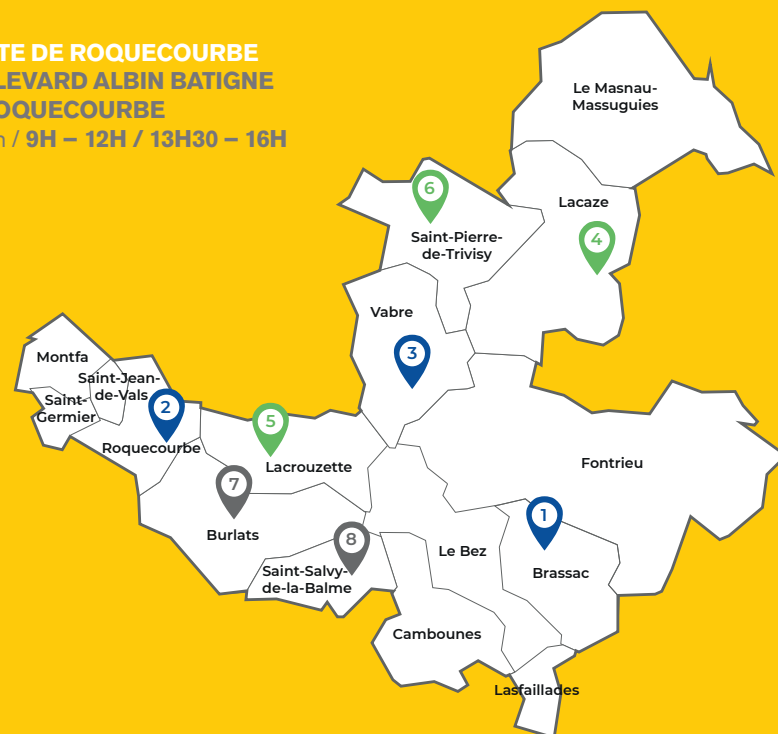 TE DE ROQUECOURBE
LEVARD ALBIN BATIGNE
OQUECOURBE
/ 9H – 12H / 13H30 – 16H
Le Masnau-
Massuguies
6
Lacaze
4
Saint-Pierre-
de-Trivisy
Vabre
3
Montfa
Saint-Jean-
de-Vals
Saint-
Germier
2
5
Roquecourbe
Lacrouzette
Fontrieu
7
1
Burlats
8
Le Bez
Saint-Salvy-
de-la-Balme
Brassac
Cambounes
Lasfaillades